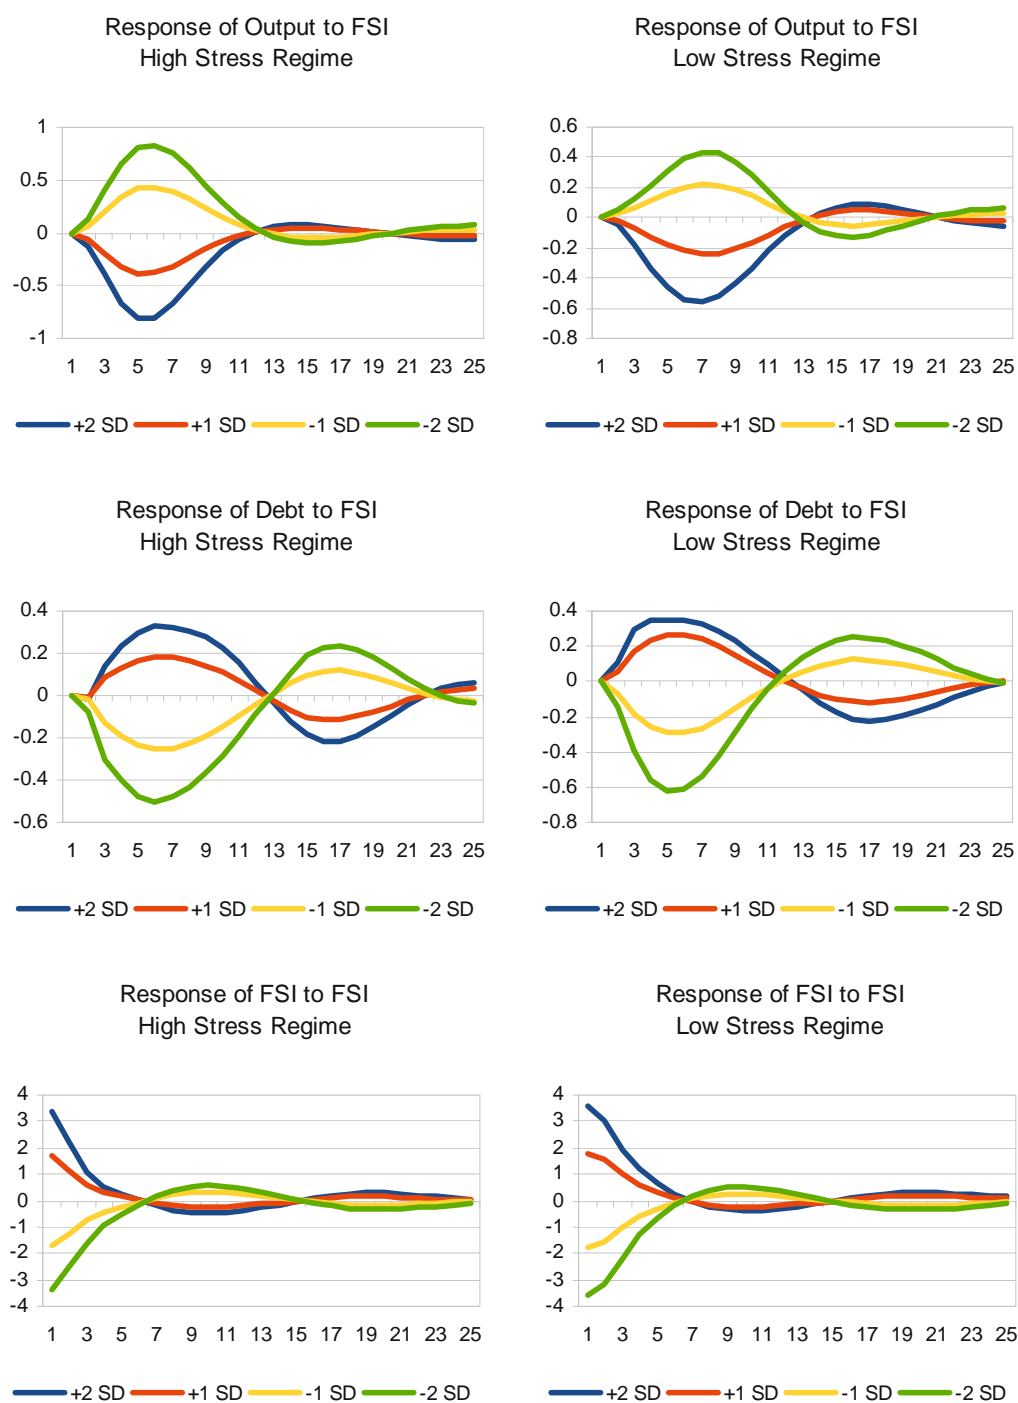 Response of Output to FSI
High Stress Regime
1
0.5
0
-0.5
-1
1 3 5 7 9 11 13 15 17 19 21 23 25
+2 SD +1 SD -1 SD -2 SD
Response of Output to FSI
Low Stress Regime
0.6
0.4
0.2
0
-0.2
-0.4
-0.6
-0.8
1 3 5 7 9 11 13 15 17 19 21 23 25
+2 SD +1 SD -1 SD -2 SD
Response of Debt to FSI
High Stress Regime
0.4
0.2
0
-0.2
-0.4
-0.6
1 3 5 7 9 11 13 15 17 19 21 23 25
+2 SD +1 SD -1 SD -2 SD
Response of Debt to FSI
Low Stress Regime
0.4
0.2
0
-0.2
-0.4
-0.6
-0.8
1 3 5 7 9 11 13 15 17 19 21 23 25
+2 SD +1 SD -1 SD -2 SD
Response of FSI to FSI
High Stress Regime
4
3
2
1
0
-1
-2
-3
-4
1 3 5 7 9 11 13 15 17 19 21 23 25
+2 SD +1 SD -1 SD -2 SD
Response of FSI to FSI
Low Stress Regime
4
3
2
1
0
-1
-2
-3
-4
1 3 5 7 9 11 13 15 17 19 21 23 25
+2 SD +1 SD -1 SD -2 SD